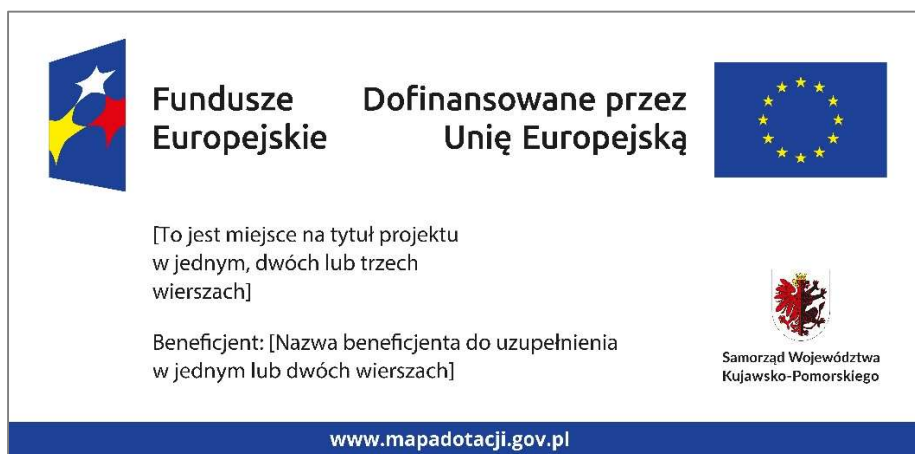 Fundusze
Europejskie
Dofinansowane przez
Unię Europejską
[To jest miejsce na tytuł projektu
w jednym, dwóch lub trzech
wierszach]
Beneficjent: [Nazwa beneficjenta do uzupełnienia
w jednym lub dwóch wierszach]
Samorząd Województwa
Kujawsko-Pomorskiego
www.mapadotacji.gov.pl